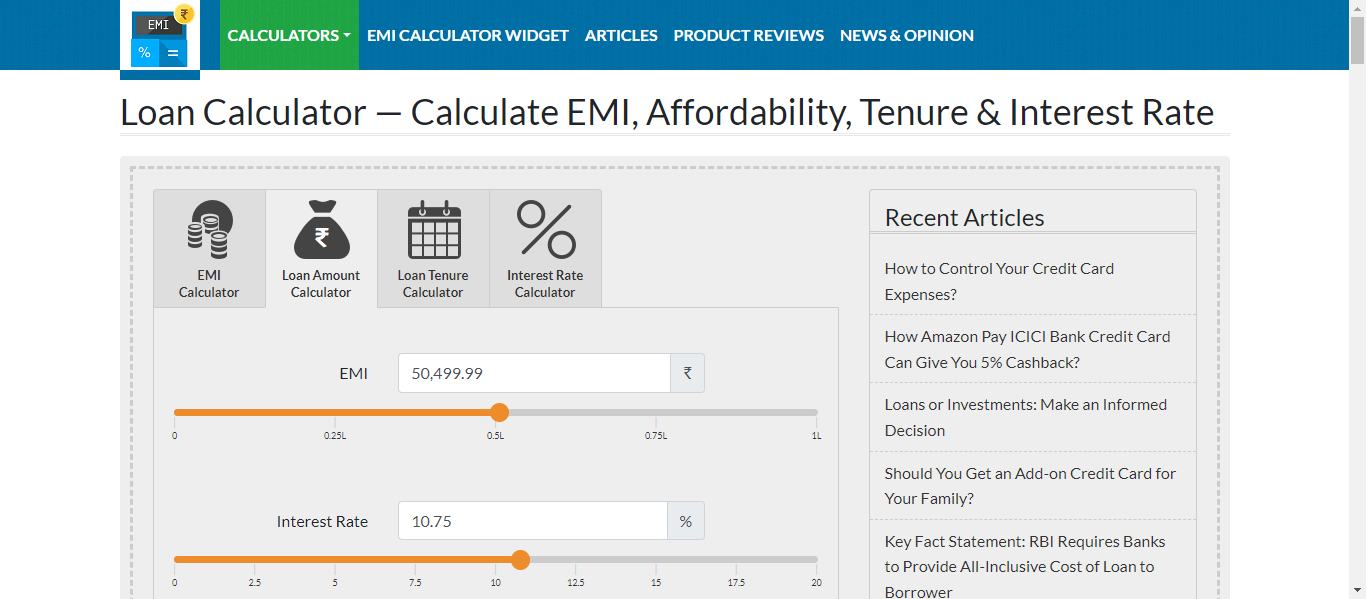 EMI
₹
% =
CALCULATORS
EMI CALCULATOR WIDGET
ARTICLES
PRODUCT REVIEWS
NEWS & OPINION
Loan Calculator — Calculate EMI, Affordability, Tenure & Interest Rate
EMI
Calculator
₹
Loan Amount
Calculator
Loan Tenure
Calculator
Interest Rate
Calculator
EMI
50,499.99
₹
0
0.25L
0.5L
0.75L
1L
Interest Rate
10.75
%
0
2.5
5
7.5
10
12.5
15
17.5
20
Recent Articles
How to Control Your Credit Card
Expenses?
How Amazon Pay ICICI Bank Credit Card
Can Give You 5% Cashback?
Loans or Investments: Make an Informed
Decision
Should You Get an Add-on Credit Card for
Your Family?
Key Fact Statement: RBI Requires Banks
to Provide All-Inclusive Cost of Loan to
Borrower